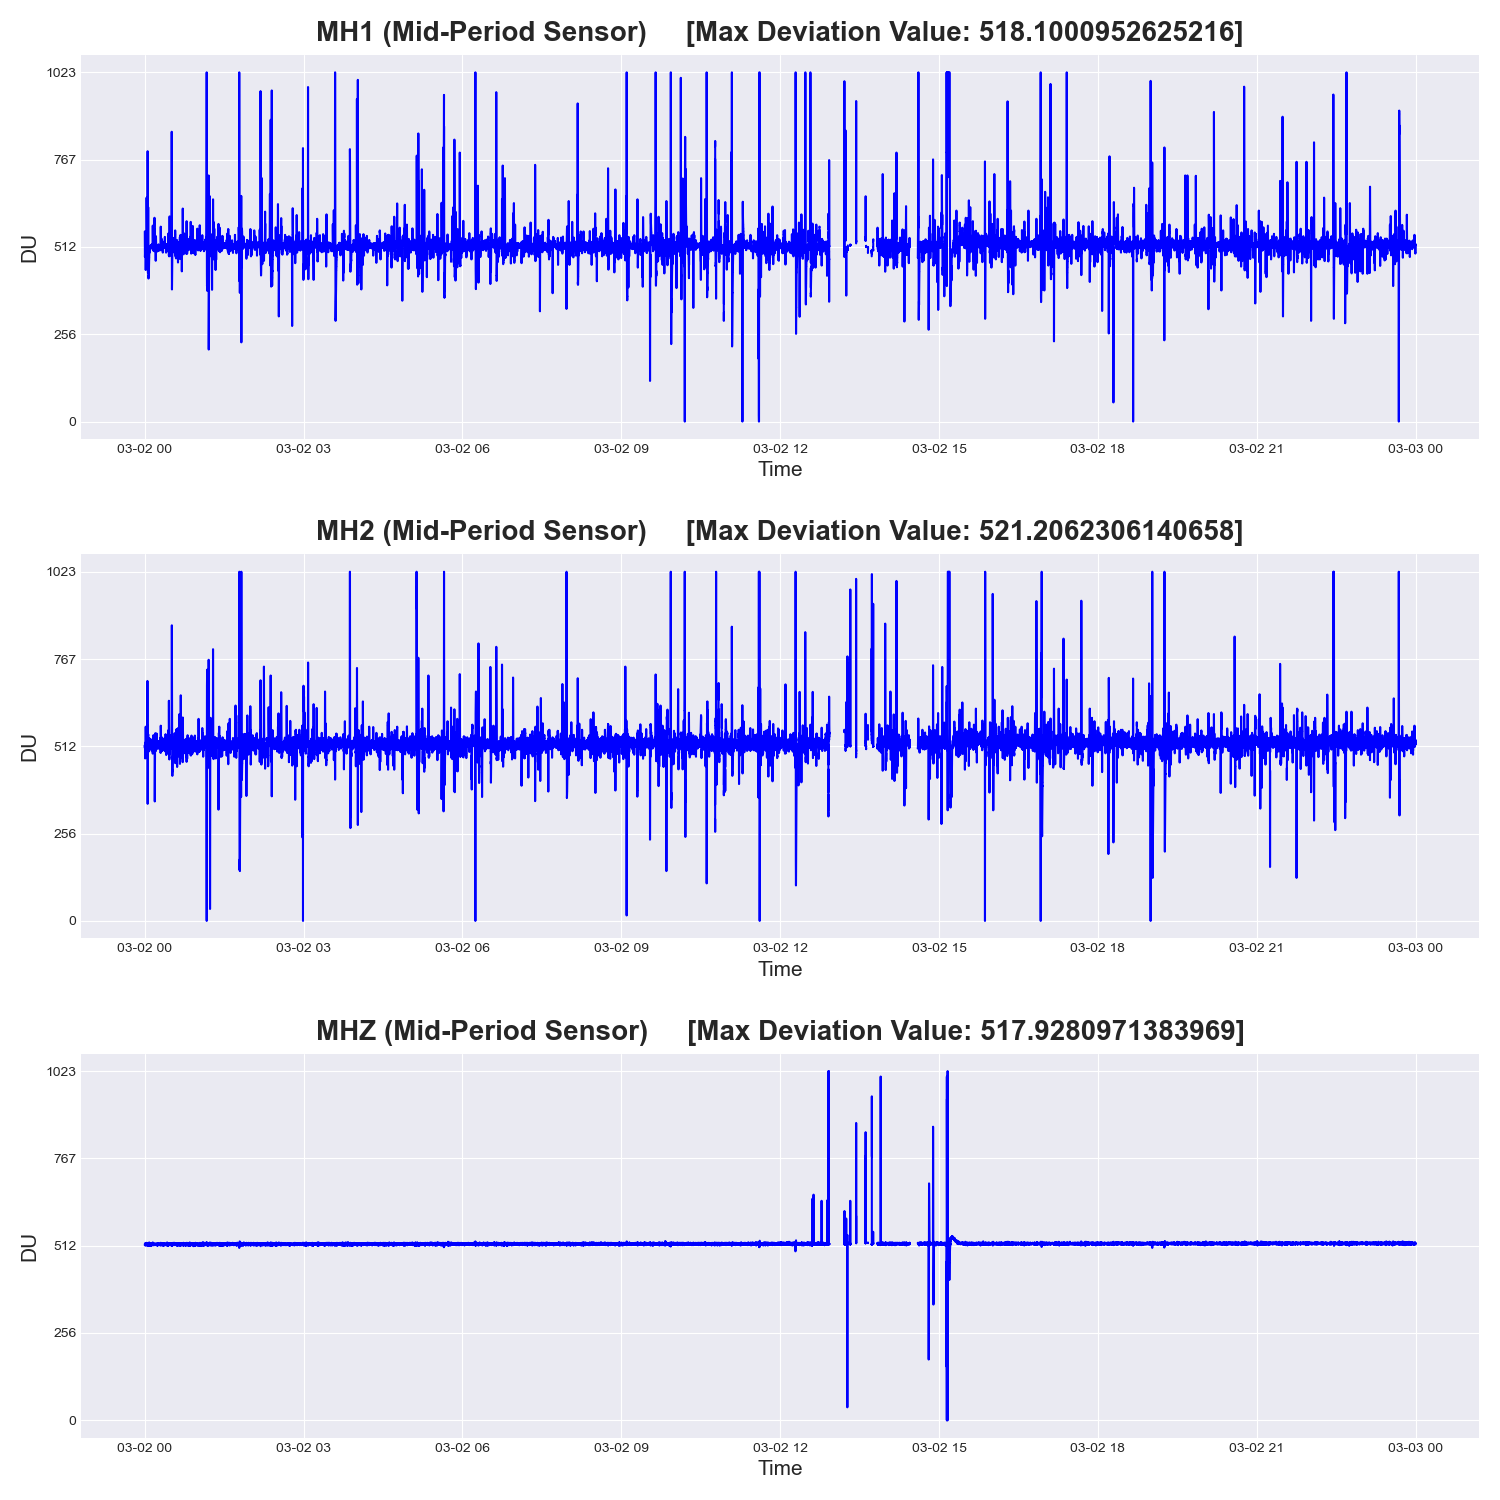 MH1 (Mid-Period Sensor)     [Max Deviation Value: 518.1000952625216]
1023
767
512
256
0
DU
03-02 00 03-02 03 03-02 06 03-02 09 03-02 12 03-02 15 03-02 18 03-02 21 03-03 00
Time
MH2 (Mid-Period Sensor)     [Max Deviation Value: 521.2062306140658]
1023
767
512
256
0
DU
03-02 00 03-02 03 03-02 06 03-02 09 03-02 12 03-02 15 03-02 18 03-02 21 03-03 00
Time
MHZ (Mid-Period Sensor)     [Max Deviation Value: 517.9280971383969]
1023
767
512
256
0
DU
03-02 00 03-02 03 03-02 06 03-02 09 03-02 12 03-02 15 03-02 18 03-02 21 03-03 00
Time